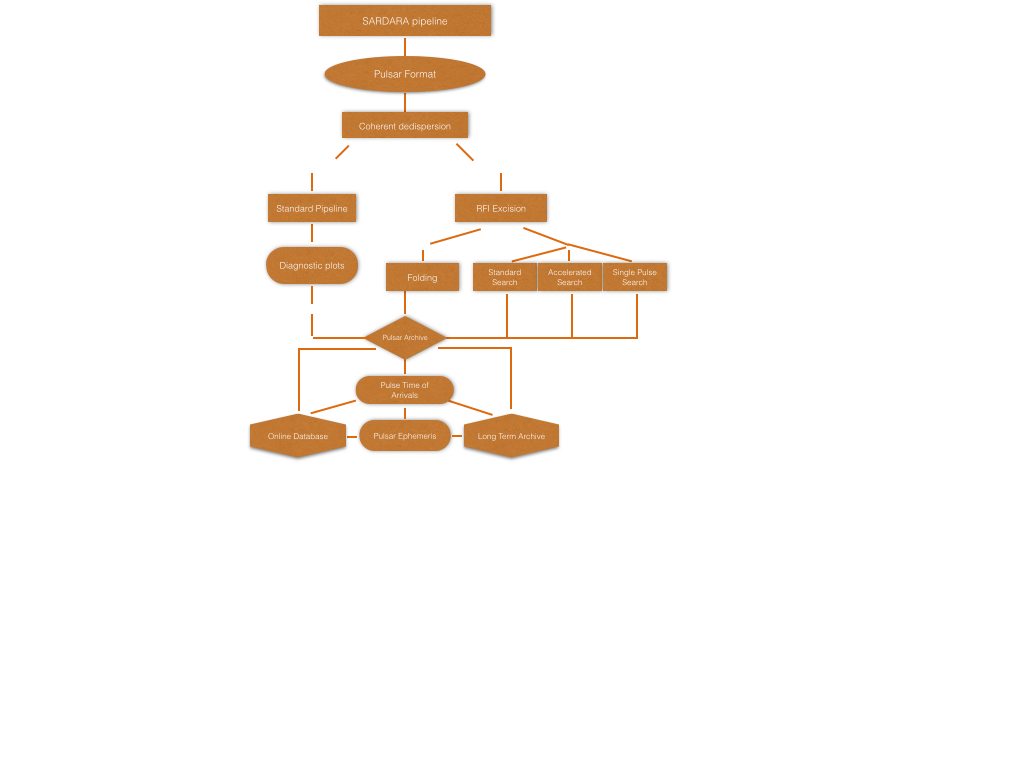 SARDARA pipeline
Pulsar Format
Coherent dedispersion
Standard Pipeline
RFI Excision
Diagnostic plots
Folding
Standard
Search
Accelerated
Search
Single Pulse
Search
Pulsar Archive
Pulse Time of
Arrivals
Online Database
Pulsar Ephemeris
Long Term Archive